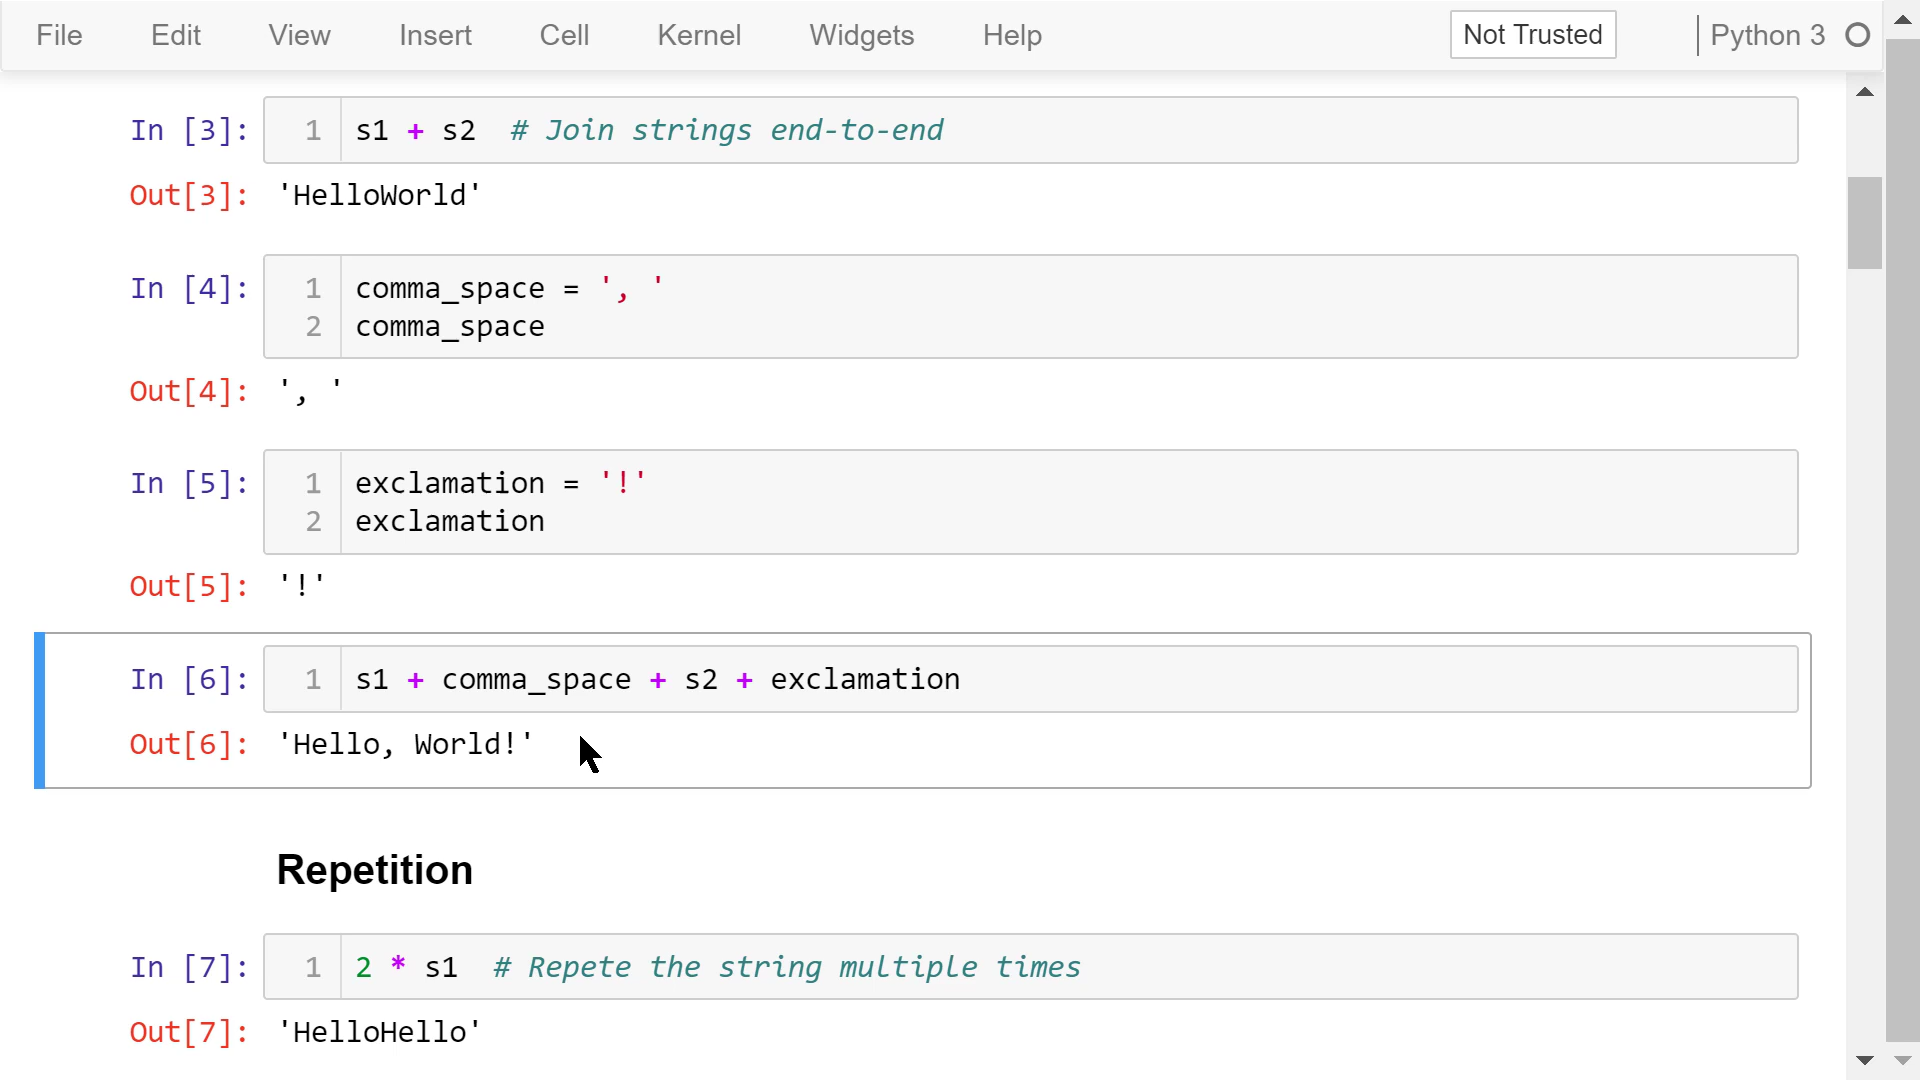 File Edit View Insert Cell Kernel Widgets Help Not Trusted Python 3
In [3]: 1 s1 + s2  # Join strings end-to-end
Out[3]: 'HelloWorld'
In [4]: 1 comma_space = ', '
2 comma_space
Out[4]: ', '
In [5]: 1 exclamation = '!'
2 exclamation
Out[5]: '!'
In [6]: 1 s1 + comma_space + s2 + exclamation
Out[6]: 'Hello, World!'
Repetition
In [7]: 1 2 * s1  # Repete the string multiple times
Out[7]: 'HelloHello'